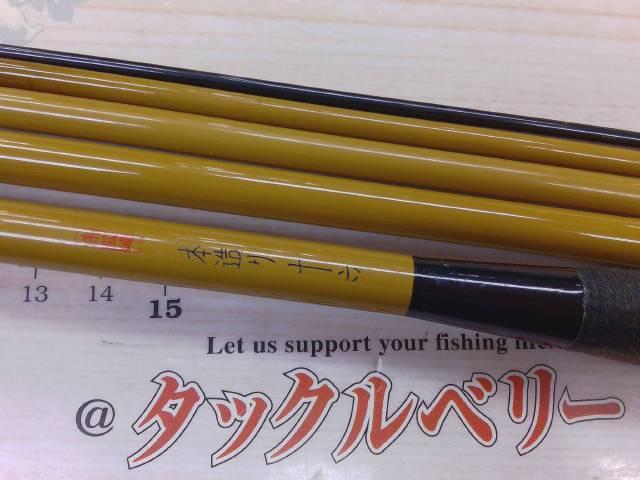 本造り 十六
13 14 15
Let us support your fishing
@ タックルベリー